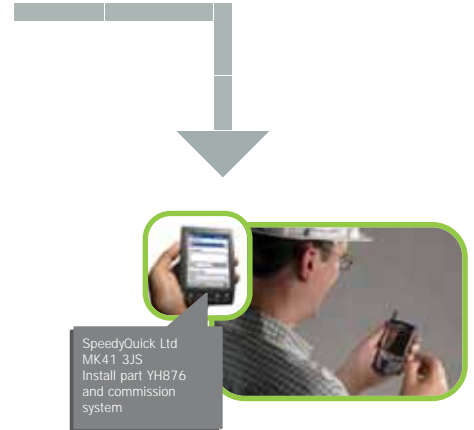 SpeedyQuick Ltd
MK41 3JS
Install part YH876
and commission
system